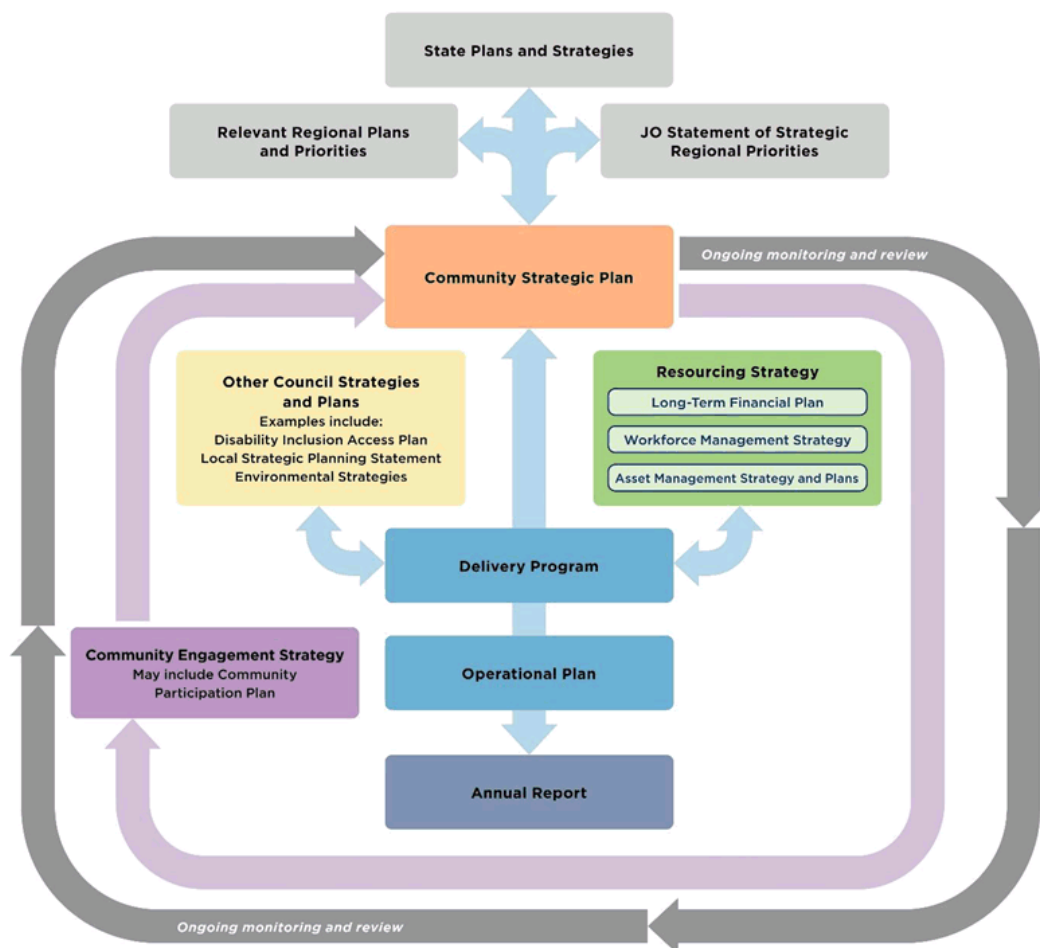 State Plans and Strategies
Relevant Regional Plans
and Priorities
JO Statement of Strategic
Regional Priorities
Community Strategic Plan
Ongoing monitoring and review
Other Council Strategies
and Plans
Examples include:
Disability Inclusion Access Plan
Local Strategic Planning Statement
Environmental Strategies
Resourcing Strategy
Long-Term Financial Plan
Workforce Management Strategy
Asset Management Strategy and Plans
Delivery Program
Community Engagement Strategy
May include Community
Participation Plan
Operational Plan
Annual Report
Ongoing monitoring and review